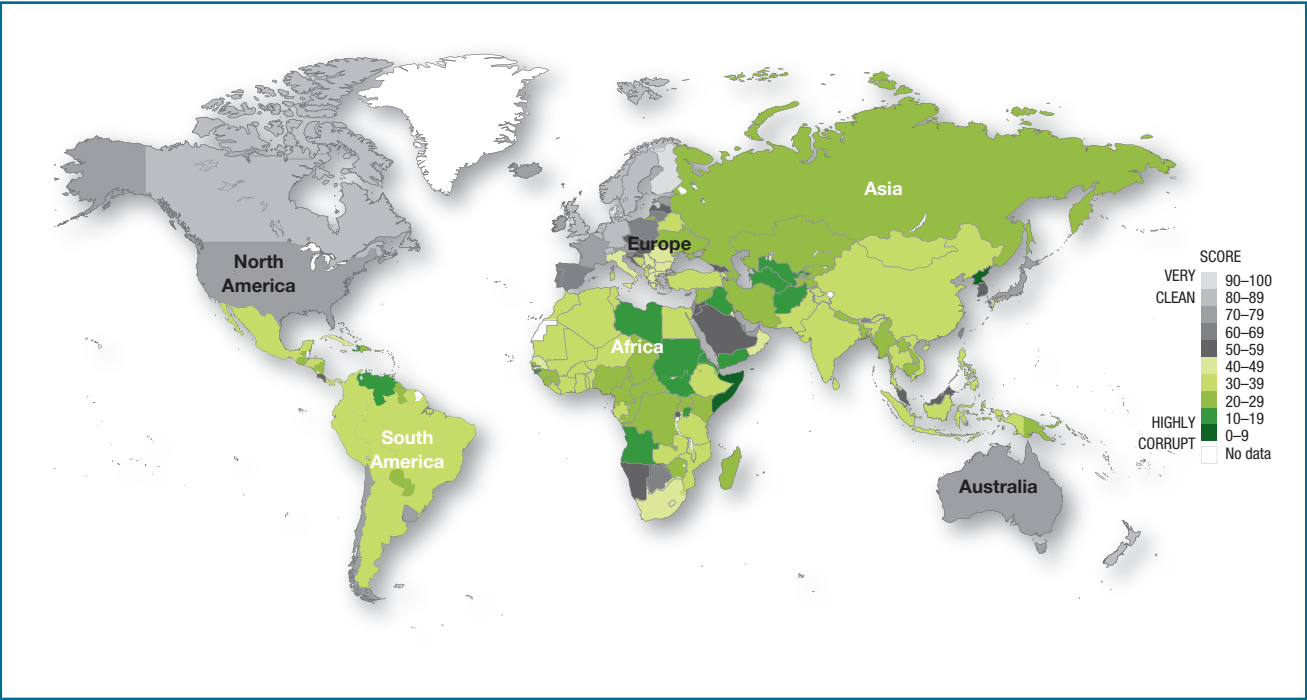 Asia
Europe
North
America
Africa
South
America
Australia
SCORE
VERY
CLEAN
90–100
80–89
70–79
60–69
50–59
40–49
30–39
20–29
10–19
0–9
HIGHLY
CORRUPT
No data